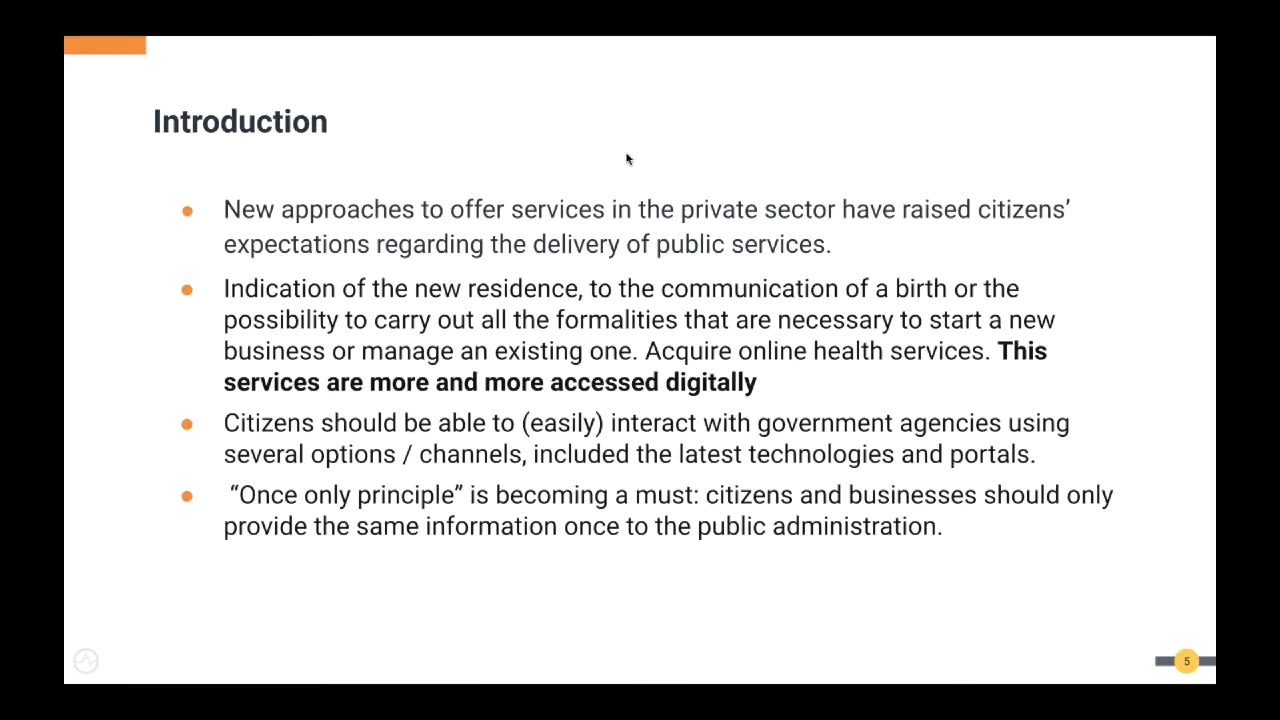 Introduction
New approaches to offer services in the private sector have raised citizens’
expectations regarding the delivery of public services.
Indication of the new residence, to the communication of a birth or the
possibility to carry out all the formalities that are necessary to start a new
business or manage an existing one. Acquire online health services. This
services are more and more accessed digitally
Citizens should be able to (easily) interact with government agencies using
several options / channels, included the latest technologies and portals.
“Once only principle” is becoming a must: citizens and businesses should only
provide the same information once to the public administration.
5